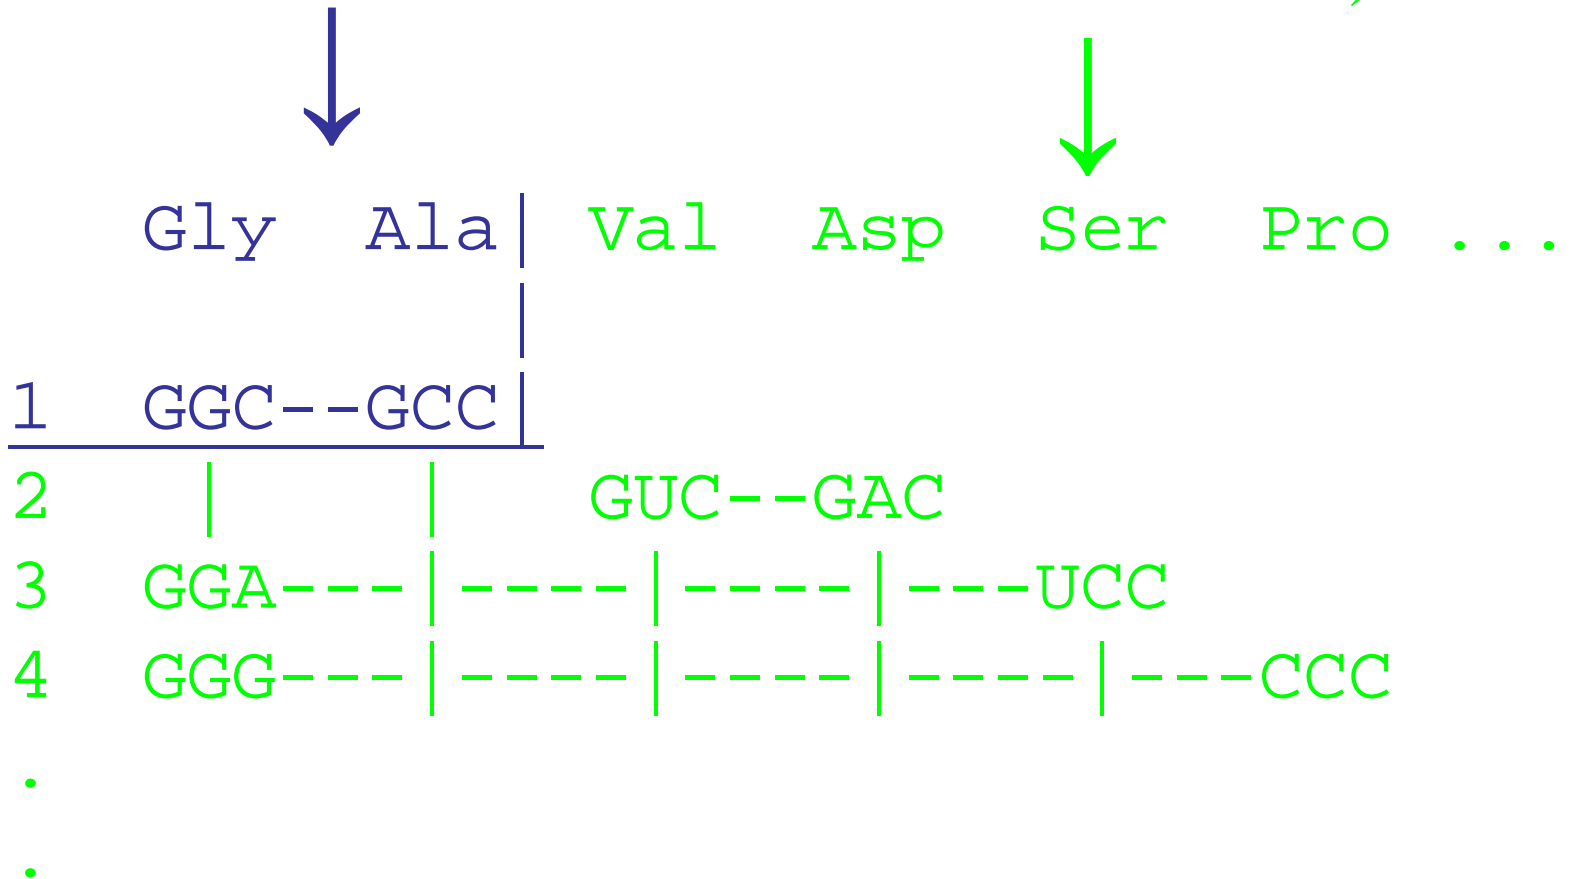 Gly Ala| Val Asp Ser Pro ...
|
1 GGC--GCC|
2 | | GUC--GAC
3 GGA---|----|----|---UCC
4 GGG---|----|----|----|---CCC
.
.